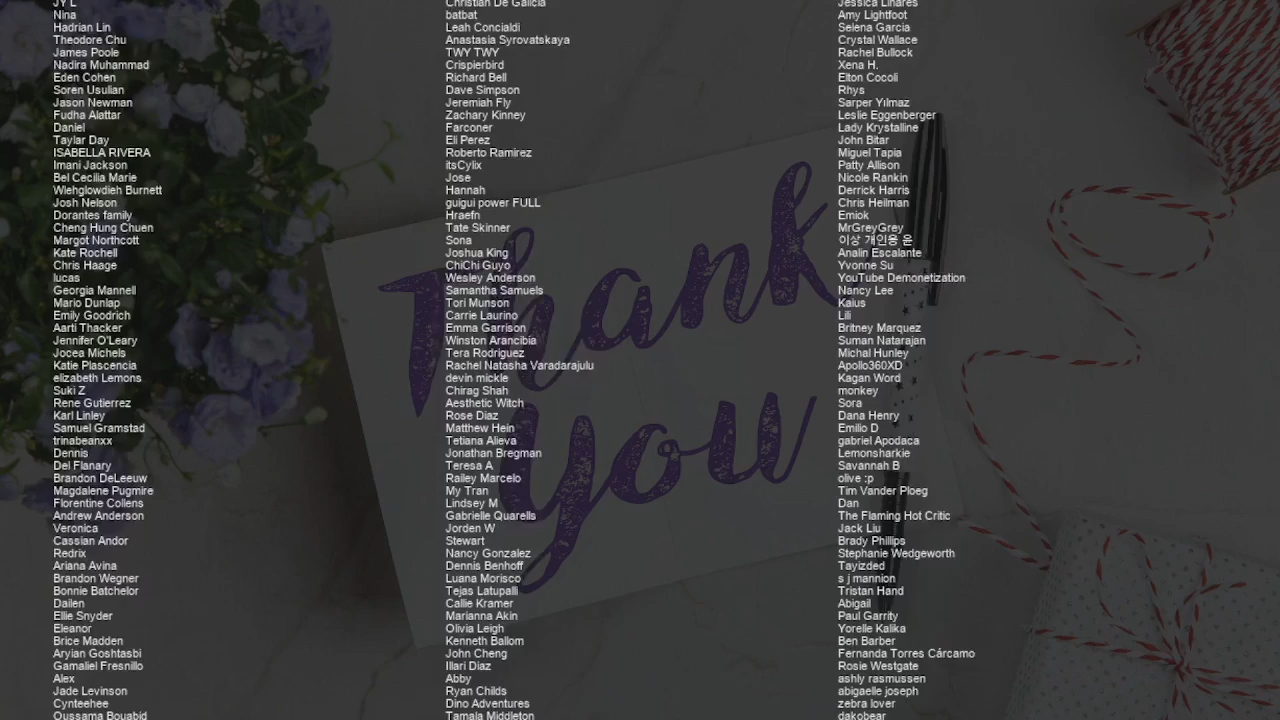 JY L
Nina
Hadrian Lin
Theodore Chu
James Poole
Nadira Muhammad
Eden Cohen
Soren Usulian
Jason Newman
Fudha Alattar
Daniel
Taylar Day
ISABELLA RIVERA
Imani Jackson
Bel Cecilia Marie
Wlehglowdieh Burnett
Josh Nelson
Dorantes family
Cheng Hung Chuen
Margot Northcott
Kate Rochell
Chris Haage
lucas
Georgia Mannell
Mario Dunlap
Emily Goodrich
Aarti Thacker
Jennifer O'Leary
Jocea Michels
Katie Plascencia
elizabeth Lemons
Suki Z
Rene Gutierrez
Karl Linley
Samuel Gramstad
trinabeanxx
Dennis
Del Flanary
Brandon DeLeeuw
Magdalene Pugmire
Florentine Collens
Andrew Anderson
Veronica
Cassian Andor
Redrix
Ariana Avina
Brandon Wegner
Bonnie Batchelor
Dailen
Ellie Snyder
Eleanor
Brice Madden
Aryian Goshtasbi
Gamaliel Fresnillo
Alex
Jade Levinson
Cynteehee
Oussama Bouabid
Christian De Galicia
batbat
Leah Concialdi
Anastasia Syrovatskaya
TWY TWY
Crispierbird
Richard Bell
Dave Simpson
Jeremiah Fly
Zachary Kinney
Farconer
Eli Perez
Roberto Ramirez
itsCylix
Jose
Hannah
guigui power FULL
Hraefn
Tate Skinner
Sona
Joshua King
ChiChi Guyo
Wesley Anderson
Samantha Samuels
Tori Munson
Carrie Laurino
Emma Garrison
Winston Arancibia
Tera Rodriguez
Rachel Natasha Varadarajulu
devin mickle
Chirag Shah
Aesthetic Witch
Rose Diaz
Matthew Hein
Tetiana Alieva
Jonathan Bregman
Teresa A
Railey Marcelo
My Tran
Lindsey M
Gabrielle Quarells
Jorden W
Stewart
Nancy Gonzalez
Dennis Benhoff
Luana Morisco
Tejas Latupalli
Callie Kramer
Marianna Akin
Olivia Leigh
Kenneth Ballom
John Cheng
Illari Diaz
Abby
Ryan Childs
Dino Adventures
Tamala Middleton
Jessica Linares
Amy Lightfoot
Selena Garcia
Crystal Wallace
Rachel Bullock
Xena H.
Elton Cocoli
Rhys
Sarper Yılmaz
Leslie Eggenberger
Lady Krystalline
John Bitar
Miguel Tapia
Patty Allison
Nicole Rankin
Derrick Harris
Chris Heilman
Emiok
MrGreyGrey
이상 개인용 윤
Analin Escalante
Yvonne Su
YouTube Demonetization
Nancy Lee
Kaius
Lili
Britney Marquez
Suman Natarajan
Michal Hunley
Apollo360XD
Kagan Word
monkey
Sora
Dana Henry
Emilio D
gabriel Apodaca
Lemonsharkie
Savannah B
olive :p
Tim Vander Ploeg
Dan
The Flaming Hot Critic
Jack Liu
Brady Phillips
Stephanie Wedgeworth
Tayizded
s j mannion
Tristan Hand
Abigail
Paul Garrity
Yorelle Kalika
Ben Barber
Fernanda Torres Cárcamo
Rosie Westgate
ashly rasmussen
abigaelle joseph
zebra lover
dakobear
Thank
you